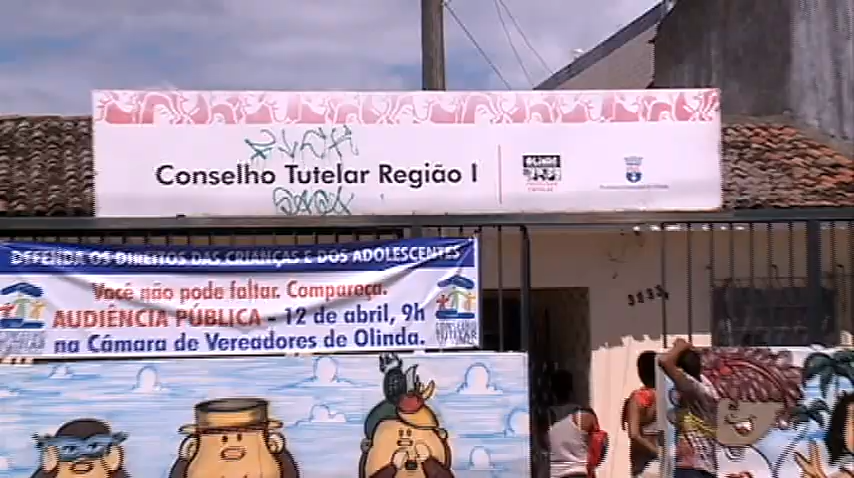 Conselho Tutelar Região I
OLINDA
DEFENDA OS DIREITOS DAS CRIANÇAS E DOS ADOLESCENTES
Você não pode faltar. Compareça.
AUDIÊNCIA PÚBLICA - 12 de abril, 9h
na Câmara de Vereadores de Olinda.